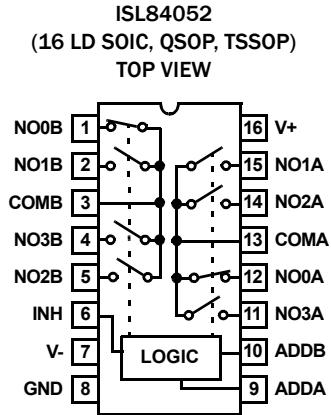 ISL84052
(16 LD SOIC, QSOP, TSSOP)
TOP VIEW
NO0B 1 16 V+
NO1B 2 15 NO1A
COMB 3 14 NO2A
NO3B 4 13 COMA
NO2B 5 12 NO0A
INH 6 11 NO3A
V- 7 LOGIC 10 ADDB
GND 8 9 ADDA